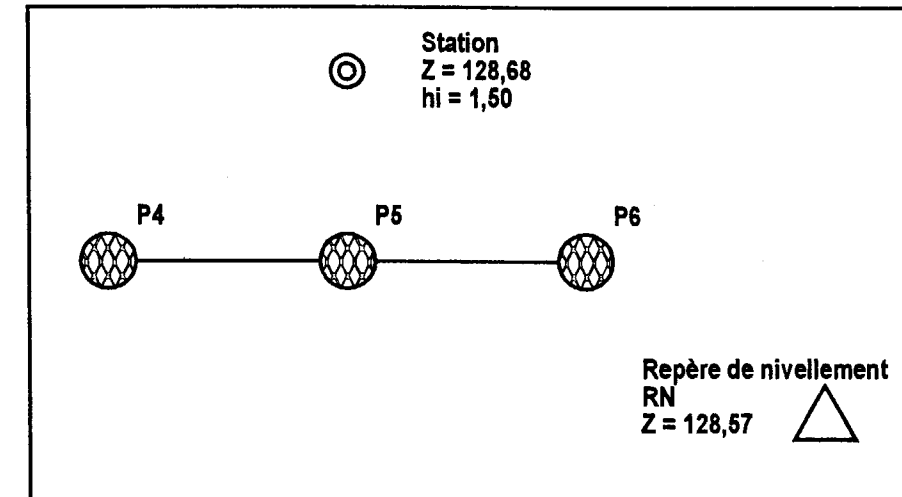 Station
Z = 128,68
hi = 1,50
P4
P5
P6
Repère de nivellement
RN
Z = 128,57